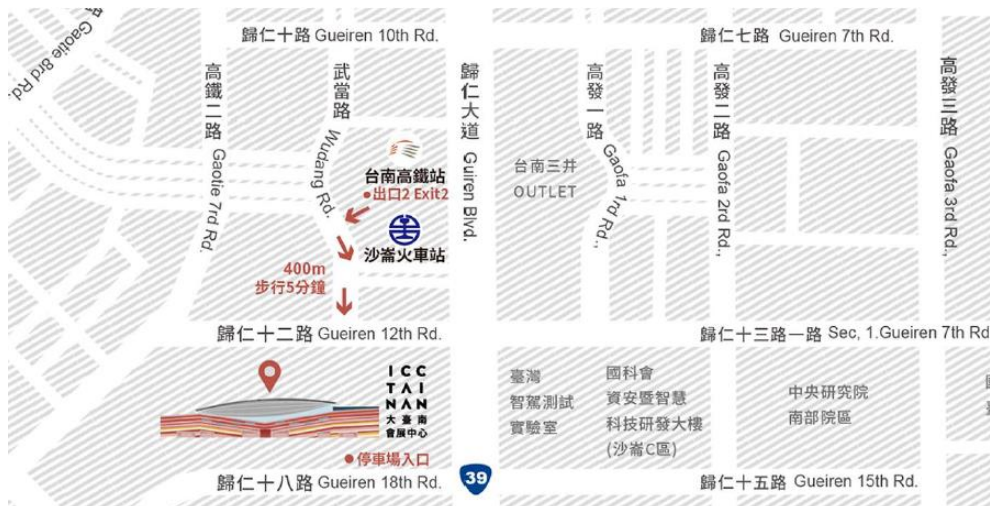 歸仁十路 Gueiren 10th Rd.
歸仁七路 Gueiren 7th Rd.
Gaotie 8rd Rd.
高鐵二路 Gaotie 7rd Rd.
武當路 Wudang Rd.
歸仁大道 Guiren Blvd.
高發一路 Gaofa 1rd Rd.,
高發二路 Gaofa 2rd Rd.,
高發三路 Gaofa 3rd Rd.,
台南高鐵站
出口2 Exit2
沙崙火車站
台南三井
OUTLET
400m
步行5分鐘
歸仁十二路 Gueiren 12th Rd.
歸仁十三路一路 Sec, 1.Gueiren 7th Rd
ICC
TAI
NAN
大臺南
會展中心
停車場入口
臺灣
智駕測試
實驗室
國科會
資安暨智慧
科技研發大樓
(沙崙C區)
中央研究院
南部院區
歸仁十八路 Gueiren 18th Rd.
39
歸仁十五路 Gueiren 15th Rd.